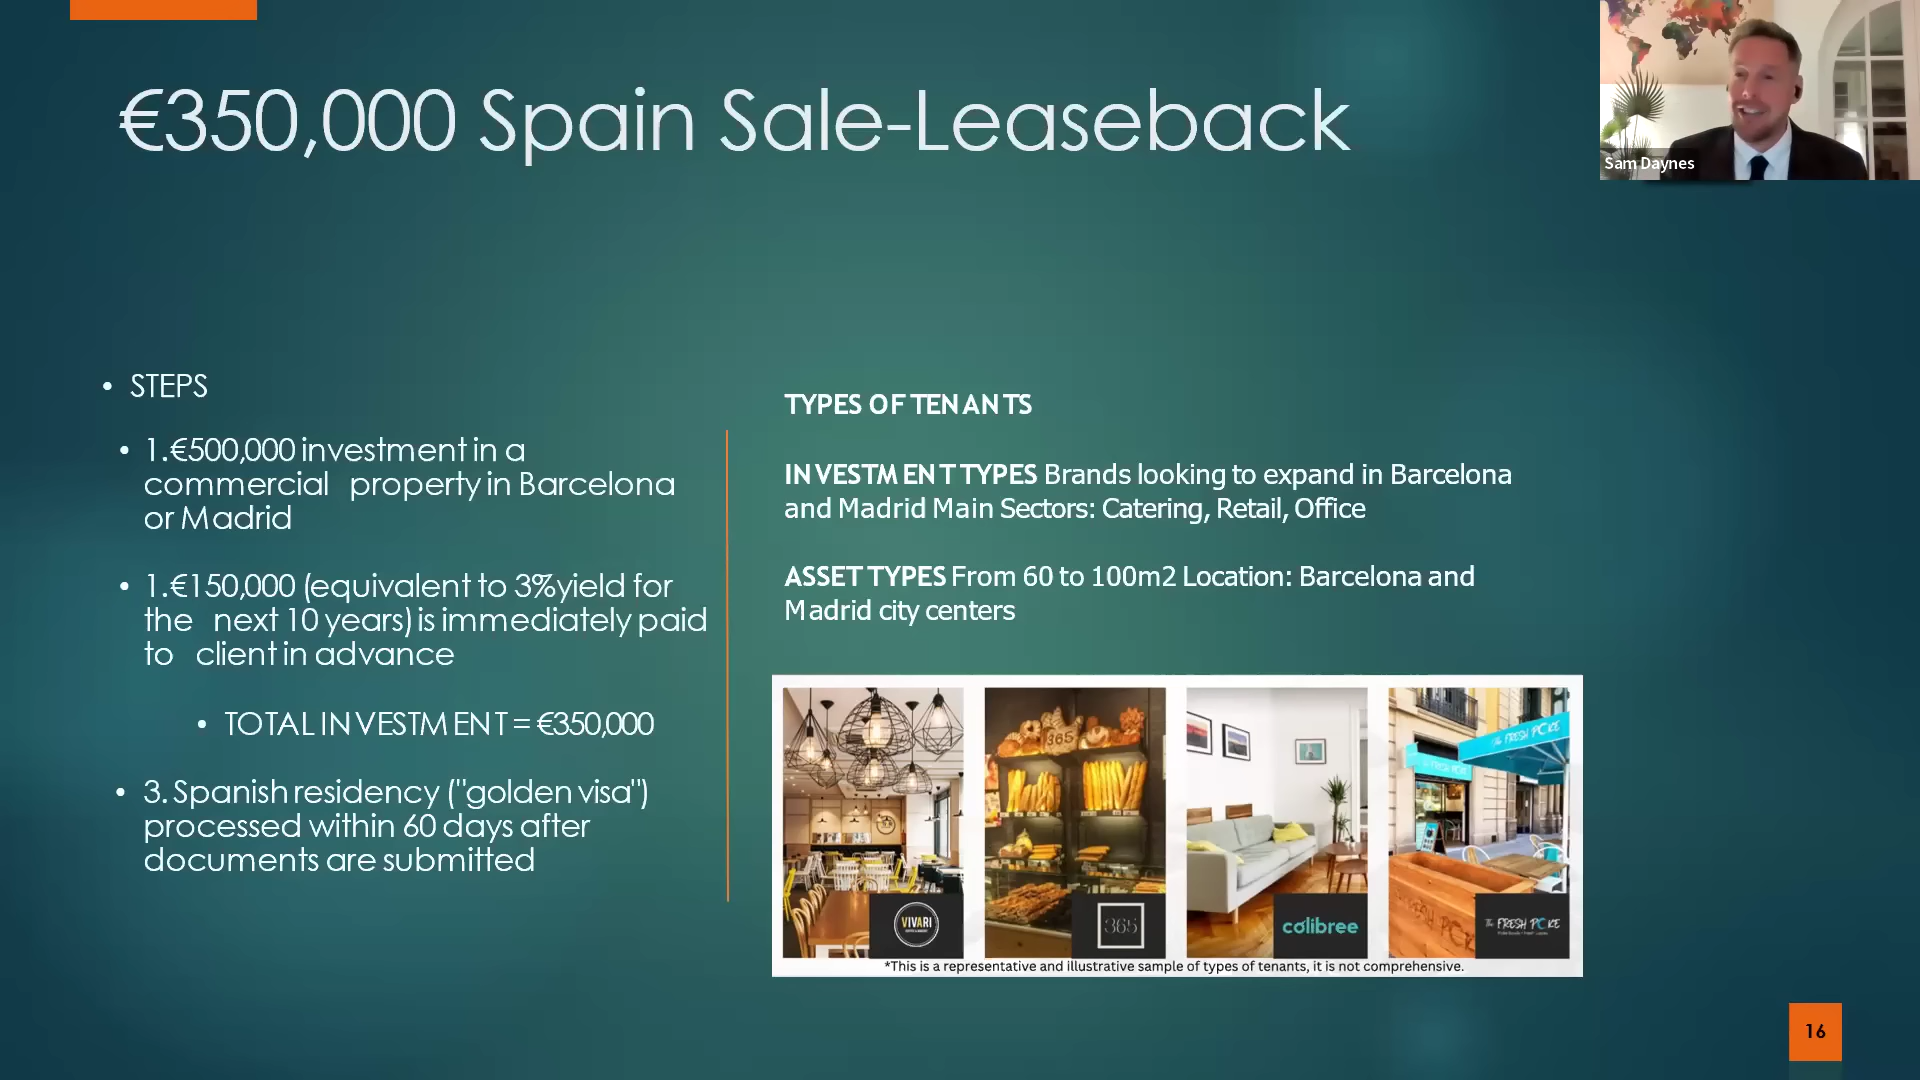 €350,000 Spain Sale-Leaseback
Sam Daynes
• STEPS
• 1.€500,000 investment in a
commercial property in Barcelona
or Madrid
• 1.€150,000 (equivalent to 3%yield for
the next 10 years) is immediately paid
to client in advance
• TOTAL INVESTMENT = €350,000
• 3. Spanish residency ("golden visa")
processed within 60 days after
documents are submitted
TYPES OF TENANTS
INVESTMENT TYPES Brands looking to expand in Barcelona
and Madrid Main Sectors: Catering, Retail, Office
ASSET TYPES From 60 to 100m2 Location: Barcelona and
Madrid city centers
365
The FRESH POKE
VIVARI
365
colibree
The FRESH POKE
*This is a representative and illustrative sample of types of tenants, it is not comprehensive.
16